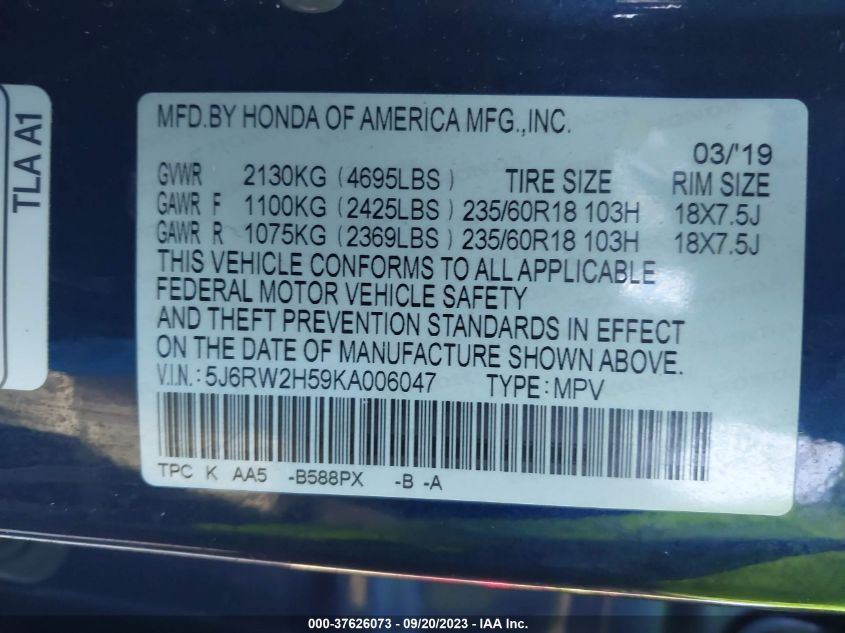 TLA A1
MFD.BY HONDA OF AMERICA MFG.,INC.
03/'19
GVWR 2130KG (4695LBS) TIRE SIZE RIM SIZE
GAWR F 1100KG (2425LBS) 235/60R18 103H 18X7.5J
GAWR R 1075KG (2369LBS) 235/60R18 103H 18X7.5J
THIS VEHICLE CONFORMS TO ALL APPLICABLE
FEDERAL MOTOR VEHICLE SAFETY
AND THEFT PREVENTION STANDARDS IN EFFECT
ON THE DATE OF MANUFACTURE SHOWN ABOVE.
V.I.N.: 5J6RW2H59KA006047 TYPE: MPV
TPC K AA5 -B588PX -B -A
000-37626073 — 09/20/2023 — IAA Inc.